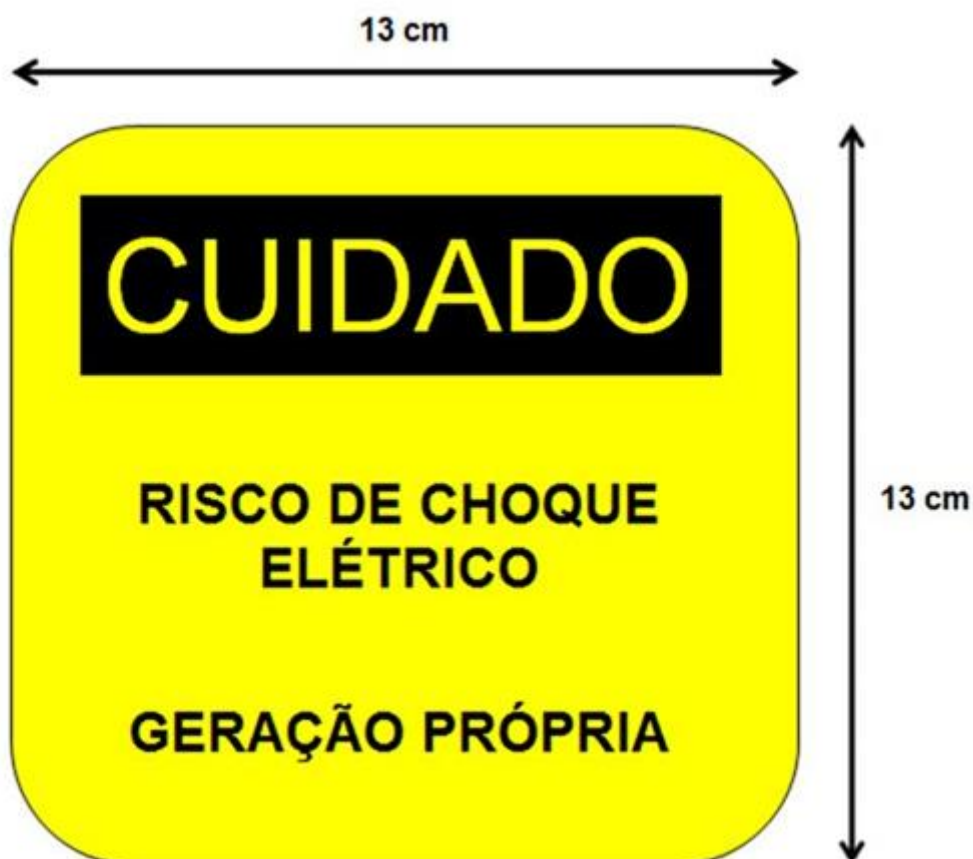 13 cm
CUIDADO
RISCO DE CHOQUE
ELÉTRICO
13 cm
GERAÇÃO PRÓPRIA